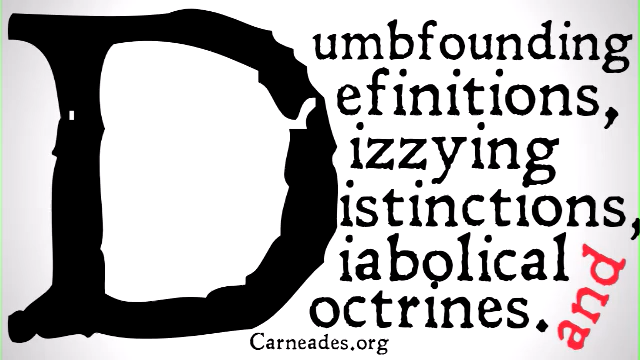 D
umbfounding
efinitions,
izzying
istinctions,
iabolical
and
octrines.
Carneades.org